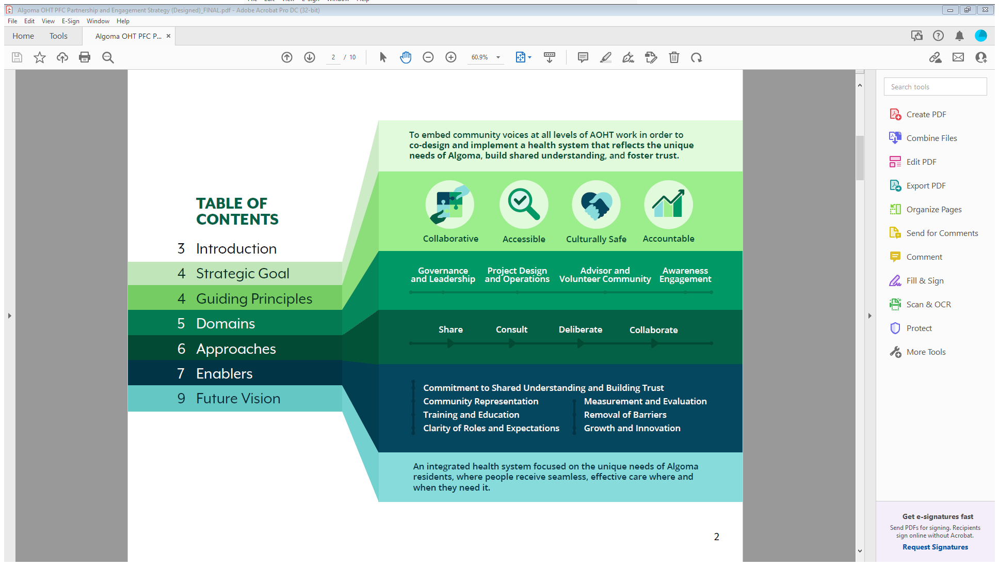 File Edit View E-Sign Window Help
Algoma OHT PFC Partnership and Engagement Strategy (Designed)_FINAL.pdf - Adobe Acrobat Pro DC (32-bit)
File Edit View E-Sign Window Help
Home Tools Algoma OHT PFC P...
2 / 10 60.9%
TABLE OF
CONTENTS
3 Introduction
4 Strategic Goal
4 Guiding Principles
5 Domains
6 Approaches
7 Enablers
9 Future Vision
To embed community voices at all levels of AOHT work in order to
co-design and implement a health system that reflects the unique
needs of Algoma, build shared understanding, and foster trust.
Collaborative Accessible Culturally Safe Accountable
Governance
and Leadership
Project Design
and Operations
Advisor and
Volunteer Community
Awareness
Engagement
Share Consult Deliberate Collaborate
Commitment to Shared Understanding and Building Trust
Community Representation
Training and Education
Clarity of Roles and Expectations
Measurement and Evaluation
Removal of Barriers
Growth and Innovation
An integrated health system focused on the unique needs of Algoma
residents, where people receive seamless, effective care where and
when they need it.
2
Search tools
Create PDF
Combine Files
Edit PDF
Export PDF
Organize Pages
Send for Comments
Comment
Fill & Sign
Scan & OCR
Protect
More Tools
Get e-signatures fast
Send PDFs for signing. Recipients
sign online without Acrobat.
Request Signatures